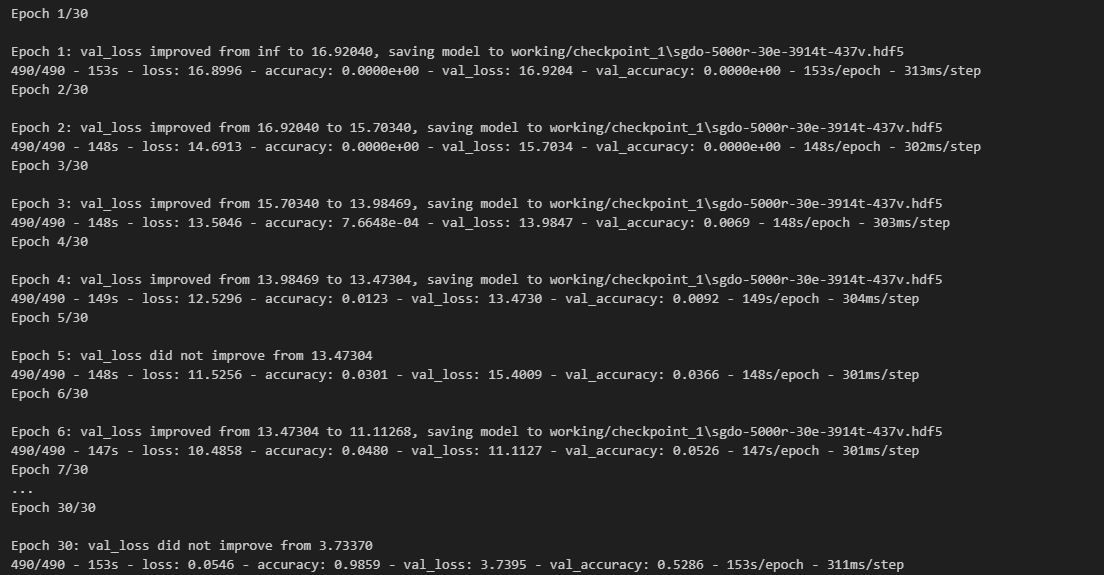 Epoch 1/30
Epoch 1: val_loss improved from inf to 16.92040, saving model to working/checkpoint_1\sgdo-5000r-30e-3914t-437v.hdf5
490/490 - 153s - loss: 16.8996 - accuracy: 0.0000e+00 - val_loss: 16.9204 - val_accuracy: 0.0000e+00 - 153s/epoch - 313ms/step
Epoch 2/30
Epoch 2: val_loss improved from 16.92040 to 15.70340, saving model to working/checkpoint_1\sgdo-5000r-30e-3914t-437v.hdf5
490/490 - 148s - loss: 14.6913 - accuracy: 0.0000e+00 - val_loss: 15.7034 - val_accuracy: 0.0000e+00 - 148s/epoch - 302ms/step
Epoch 3/30
Epoch 3: val_loss improved from 15.70340 to 13.98469, saving model to working/checkpoint_1\sgdo-5000r-30e-3914t-437v.hdf5
490/490 - 148s - loss: 13.5046 - accuracy: 7.6648e-04 - val_loss: 13.9847 - val_accuracy: 0.0069 - 148s/epoch - 303ms/step
Epoch 4/30
Epoch 4: val_loss improved from 13.98469 to 13.47304, saving model to working/checkpoint_1\sgdo-5000r-30e-3914t-437v.hdf5
490/490 - 149s - loss: 12.5296 - accuracy: 0.0123 - val_loss: 13.4730 - val_accuracy: 0.0092 - 149s/epoch - 304ms/step
Epoch 5/30
Epoch 5: val_loss did not improve from 13.47304
490/490 - 148s - loss: 11.5256 - accuracy: 0.0301 - val_loss: 15.4009 - val_accuracy: 0.0366 - 148s/epoch - 301ms/step
Epoch 6/30
Epoch 6: val_loss improved from 13.47304 to 11.11268, saving model to working/checkpoint_1\sgdo-5000r-30e-3914t-437v.hdf5
490/490 - 147s - loss: 10.4858 - accuracy: 0.0480 - val_loss: 11.1127 - val_accuracy: 0.0526 - 147s/epoch - 301ms/step
Epoch 7/30
...
Epoch 30/30
Epoch 30: val_loss did not improve from 3.73370
490/490 - 153s - loss: 0.0546 - accuracy: 0.9859 - val_loss: 3.7395 - val_accuracy: 0.5286 - 153s/epoch - 311ms/step